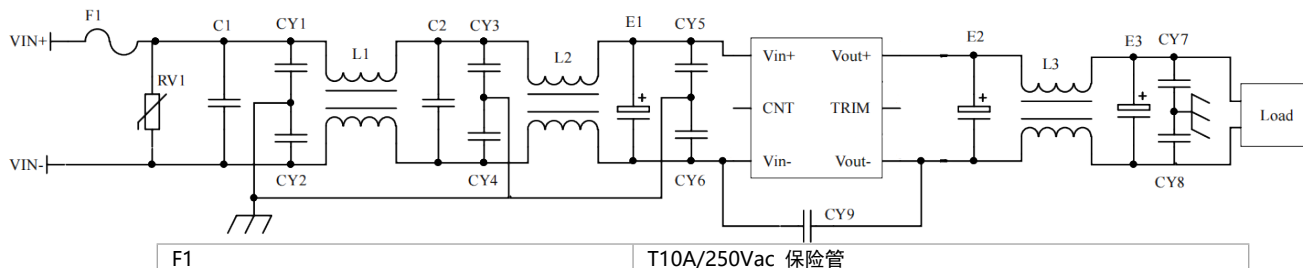 F1
VIN+
C1
CY1
L1
C2
CY3
L2
E1
CY5
Vin+
Vout+
E2
L3
E3
CY7
RV1
+
CNT
TRIM
+
+
Load
VIN-
CY2
CY4
CY6
Vin-
Vout-
CY8
CY9
F1 T10A/250Vac 保险管